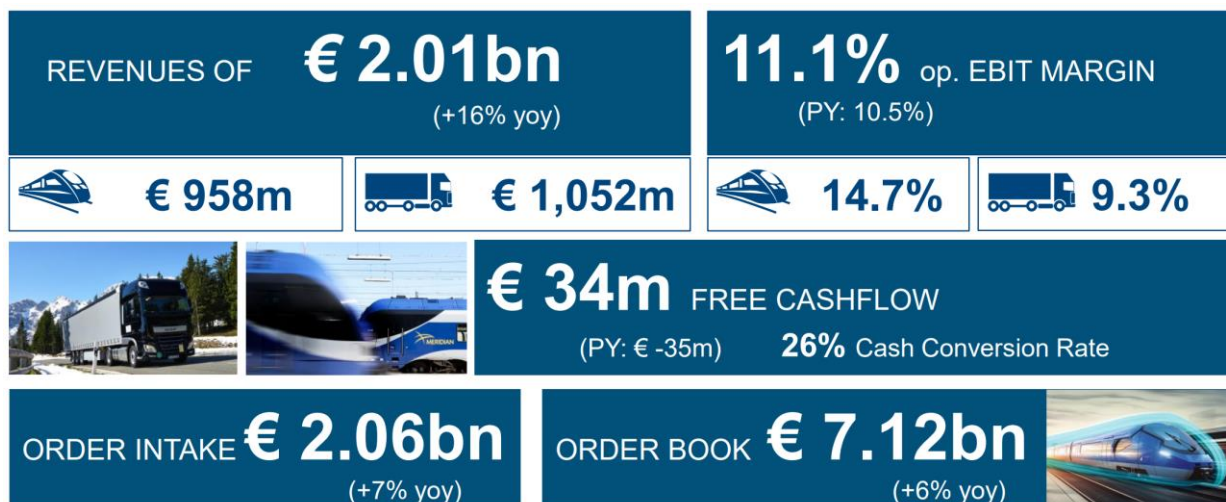 REVENUES OF € 2.01bn
(+16% yoy)
11.1% op. EBIT MARGIN
(PY: 10.5%)
€ 958m
€ 1,052m
14.7%
9.3%
MERIDIAN
€ 34m FREE CASHFLOW
(PY: € -35m) 26% Cash Conversion Rate
ORDER INTAKE € 2.06bn
(+7% yoy)
ORDER BOOK € 7.12bn
(+6% yoy)